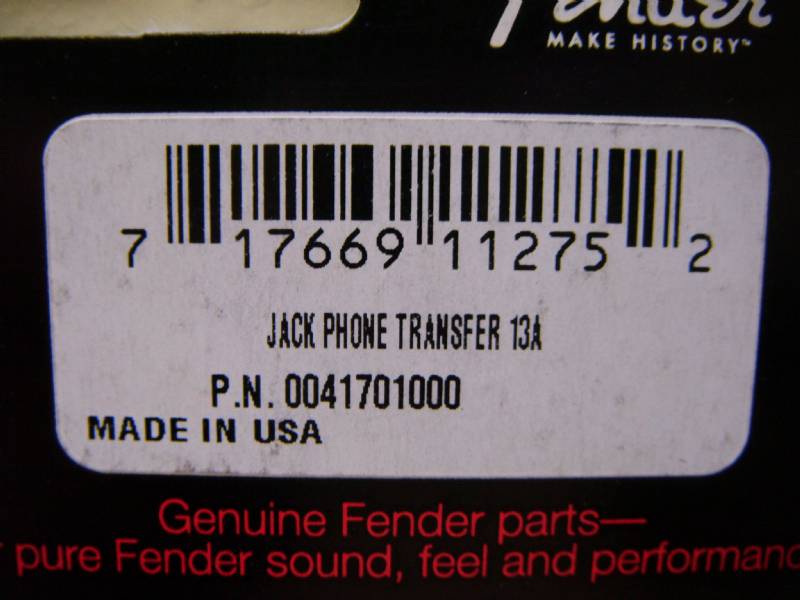 Fender
MAKE HISTORY™
7 17669 11275 2
JACK PHONE TRANSFER 13A
P.N. 0041701000
MADE IN USA
Genuine Fender parts—
pure Fender sound, feel and performanc